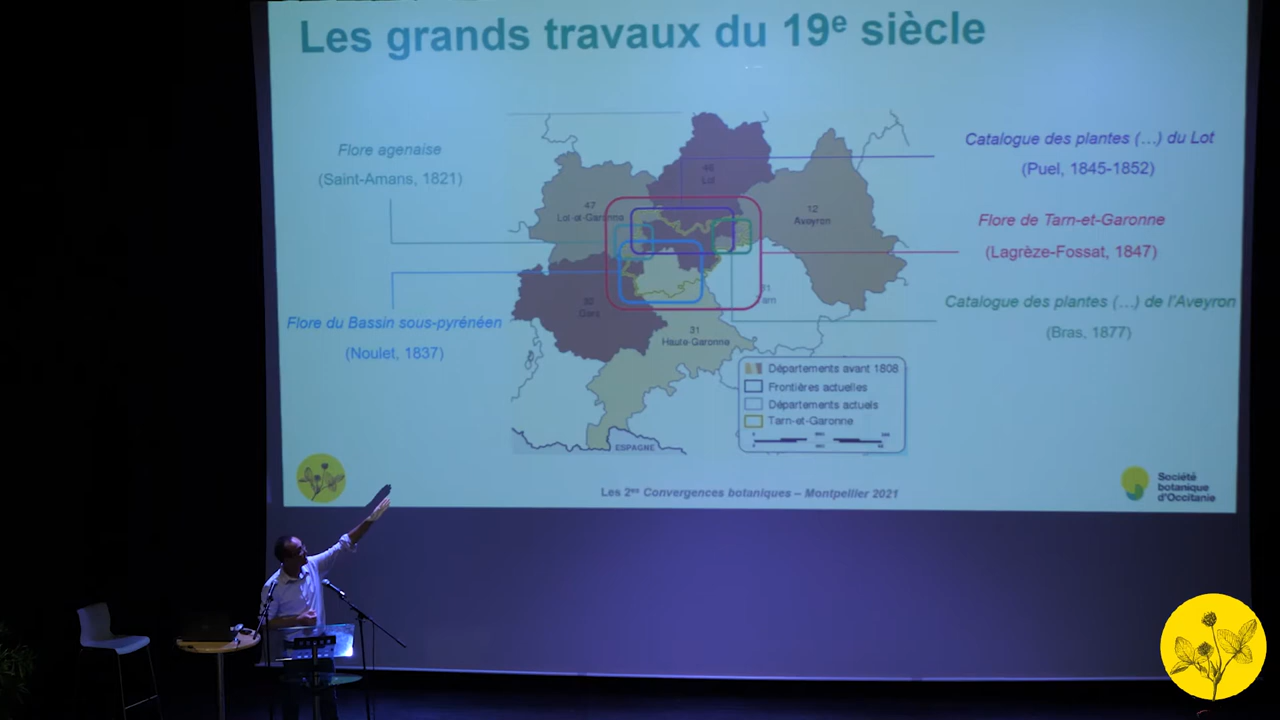 Les grands travaux du 19e siècle
Flore agenaise
(Saint-Amans, 1821)
Flore du Bassin sous-pyrénéen
(Noulet, 1837)
Catalogue des plantes (…) du Lot
(Puel, 1845-1852)
Flore de Tarn-et-Garonne
(Lagrèze-Fossat, 1847)
Catalogue des plantes (…) de l'Aveyron
(Bras, 1877)
46
Lot
47
Lot-et-Garonne
12
Aveyron
Gers
31
Haute-Garonne
ESPAGNE
Départements avant 1808
Frontières actuelles
Départements actuels
Tarn-et-Garonne
Les 2es Convergences botaniques – Montpellier 2021
Société
botanique
d'Occitanie